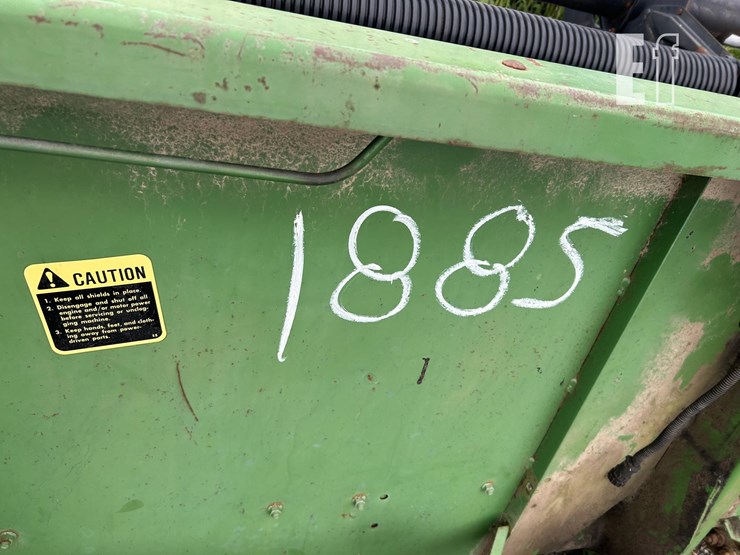 Ef
1885
CAUTION
1. Keep all shields in place.
2. Disengage and shut off all
engine and/or motor power
before servicing or unclog-
ging machine.
3. Keep hands, feet, and cloth-
ing away from power-
driven parts.